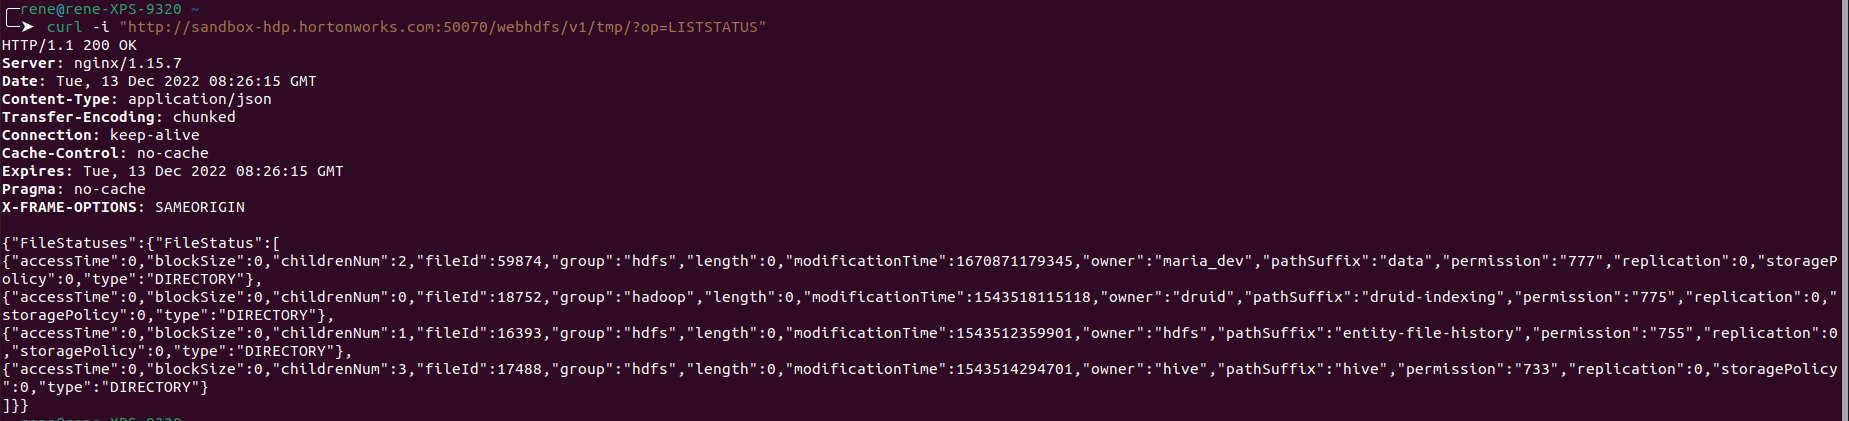 rene@rene-XPS-9320 ~
curl -i "http://sandbox-hdp.hortonworks.com:50070/webhdfs/v1/tmp/?op=LISTSTATUS"
HTTP/1.1 200 OK
Server: nginx/1.15.7
Date: Tue, 13 Dec 2022 08:26:15 GMT
Content-Type: application/json
Transfer-Encoding: chunked
Connection: keep-alive
Cache-Control: no-cache
Expires: Tue, 13 Dec 2022 08:26:15 GMT
Pragma: no-cache
X-FRAME-OPTIONS: SAMEORIGIN
{"FileStatuses":{"FileStatus":[
{"accessTime":0,"blockSize":0,"childrenNum":2,"fileId":59874,"group":"hdfs","length":0,"modificationTime":1670871179345,"owner":"maria_dev","pathSuffix":"data","permission":"777","replication":0,"storageP
olicy":0,"type":"DIRECTORY"},
{"accessTime":0,"blockSize":0,"childrenNum":0,"fileId":18752,"group":"hadoop","length":0,"modificationTime":1543518115118,"owner":"druid","pathSuffix":"druid-indexing","permission":"775","replication":0,"
storagePolicy":0,"type":"DIRECTORY"},
{"accessTime":0,"blockSize":0,"childrenNum":1,"fileId":16393,"group":"hdfs","length":0,"modificationTime":1543512359901,"owner":"hdfs","pathSuffix":"entity-file-history","permission":"755","replication":0
,"storagePolicy":0,"type":"DIRECTORY"},
{"accessTime":0,"blockSize":0,"childrenNum":3,"fileId":17488,"group":"hdfs","length":0,"modificationTime":1543514294701,"owner":"hive","pathSuffix":"hive","permission":"733","replication":0,"storagePolicy
":0,"type":"DIRECTORY"}
]}}
rene@rene-XPS-9320